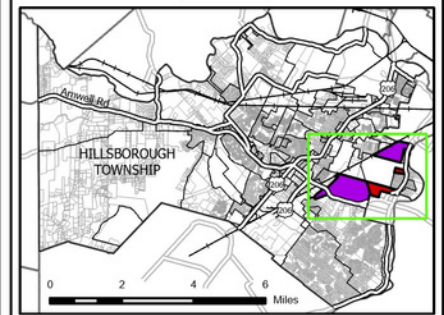 206
Amwell Rd
HILLSBOROUGH
TOWNSHIP
206
206
0 2 4 6
Miles